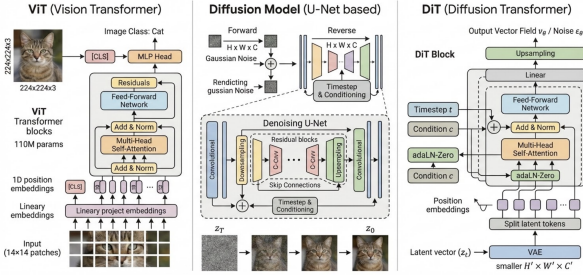 ViT (Vision Transformer)
Image Class: Cat
224x224x3
[CLS]
MLP Head
224x224x3
Residuals
Feed-Forward
Network
ViT
Transformer
blocks
110M params
Add & Norm
Multi-Head
Self-Attention
Add & Norm
1D position
embeddings
[CLS]
Lineary
embeddings
Lineary project embeddings
Input
(14×14 patches)
Diffusion Model (U-Net based)
Forward
Reverse
H x W x C
H x W x C
Gaussian
Noise
Rendicting
gussian Noise
Timestep
& Conditioning
Denoising U-Net
Residual blocks
Convolutional
Downsampling
C-Conv
C-Conv
Upsampling
Convolutional
Skip Connections
Timestep &
Conditioning
z_T
z_0
DiT (Diffusion Transformer)
Output Vector Field v_θ / Noise ε_θ
DiT Block
Upsampling
Linear
Feed-Forward
Network
Timestep t
Condition c
Add & Norm
Multi-Head
Self-Attention
adaLN-Zero
Condition c
adaLN-Zero
Position
embeddings
Split latent tokens
Latent vector (z_t)
VAE
smaller H' × W' × C'